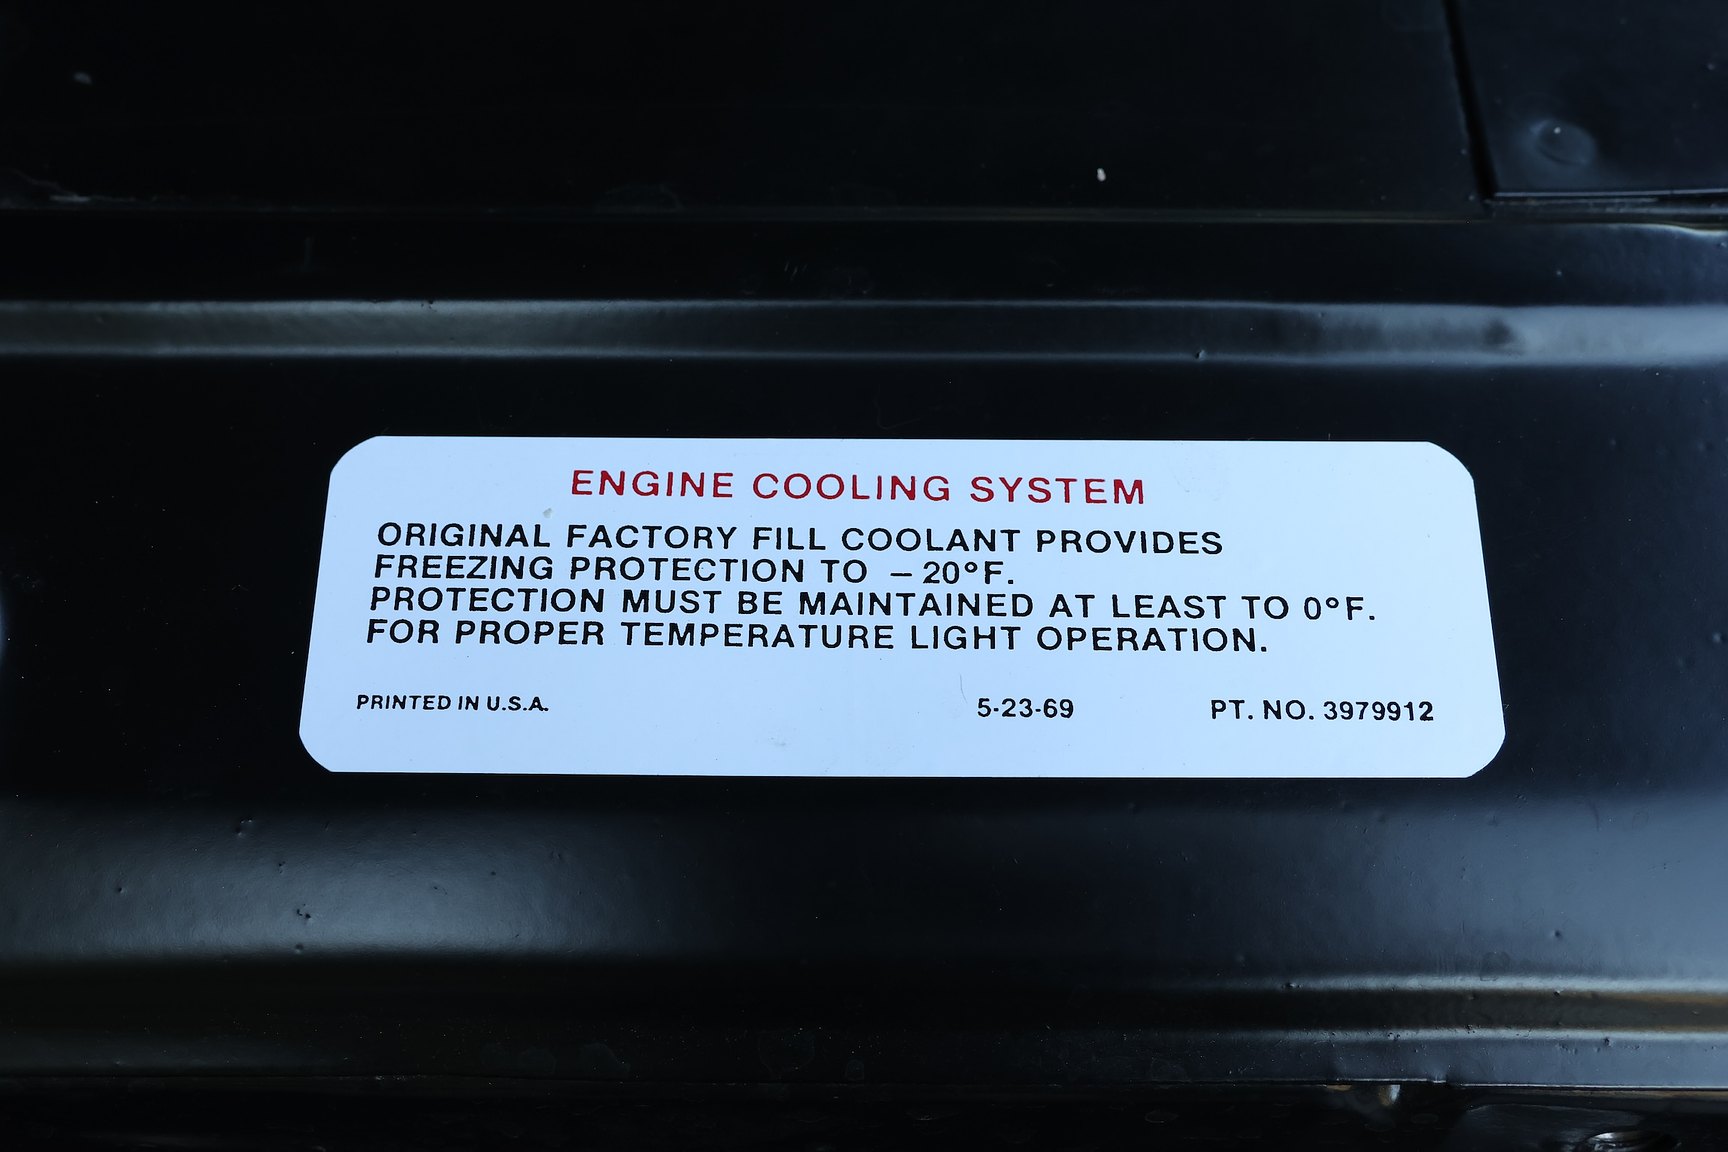 ENGINE COOLING SYSTEM
ORIGINAL FACTORY FILL COOLANT PROVIDES
FREEZING PROTECTION TO –20°F.
PROTECTION MUST BE MAINTAINED AT LEAST TO 0°F.
FOR PROPER TEMPERATURE LIGHT OPERATION.
PRINTED IN U.S.A. 5-23-69 PT. NO. 3979912